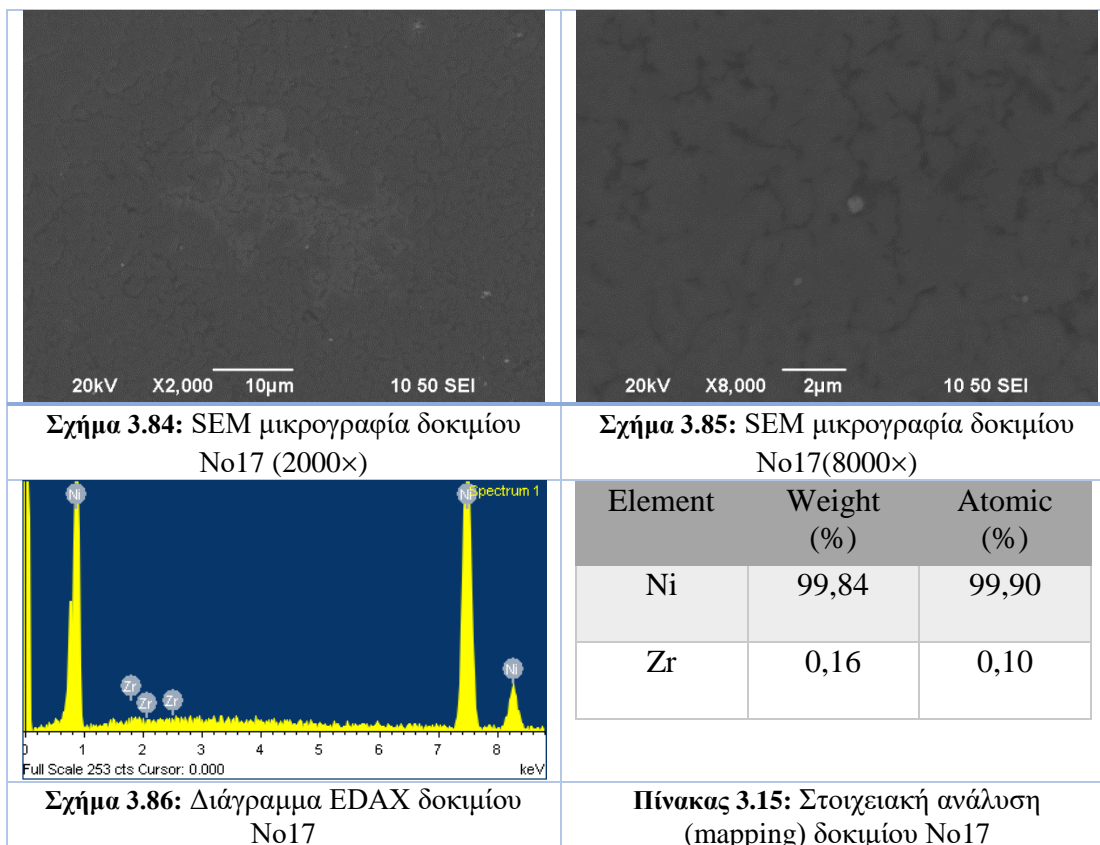 20kV X2,000 10µm 10 50 SEI
20kV X8,000 2µm 10 50 SEI
Σχήμα 3.84: SEM μικρογραφία δοκιμίου
Νο17 (2000×)
Σχήμα 3.85: SEM μικρογραφία δοκιμίου
Νο17(8000×)
Ni
Ni
Spectrum 1
Ni
Zr
Zr
Zr
0 1 2 3 4 5 6 7 8
Full Scale 253 cts Cursor: 0.000 keV
Element Weight Atomic
(%) (%)
Ni 99,84 99,90
Zr 0,16 0,10
Σχήμα 3.86: Διάγραμμα EDAX δοκιμίου
Νο17
Πίνακας 3.15: Στοιχειακή ανάλυση
(mapping) δοκιμίου Νο17